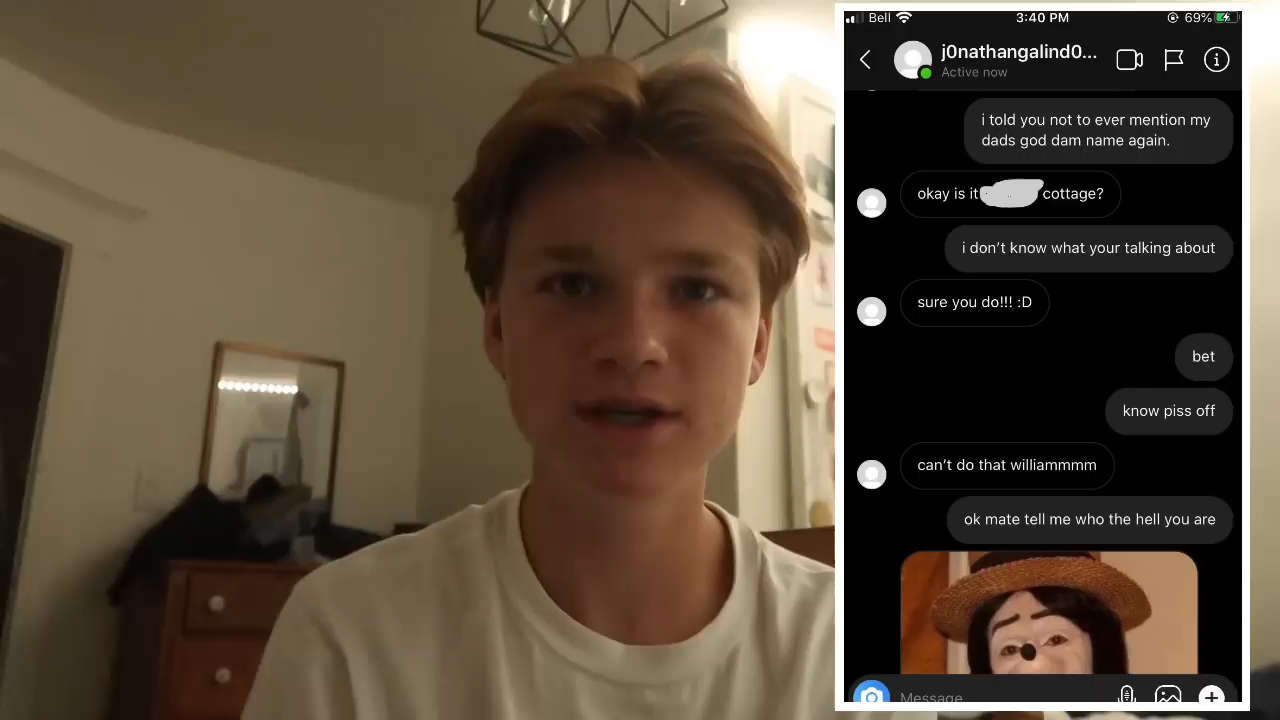 Bell
3:40 PM
69%
j0nathangalind0...
Active now
i told you not to ever mention my
dads god dam name again.
okay is it cottage?
i don't know what your talking about
sure you do!!! :D
bet
know piss off
can't do that williammmm
ok mate tell me who the hell you are
Message